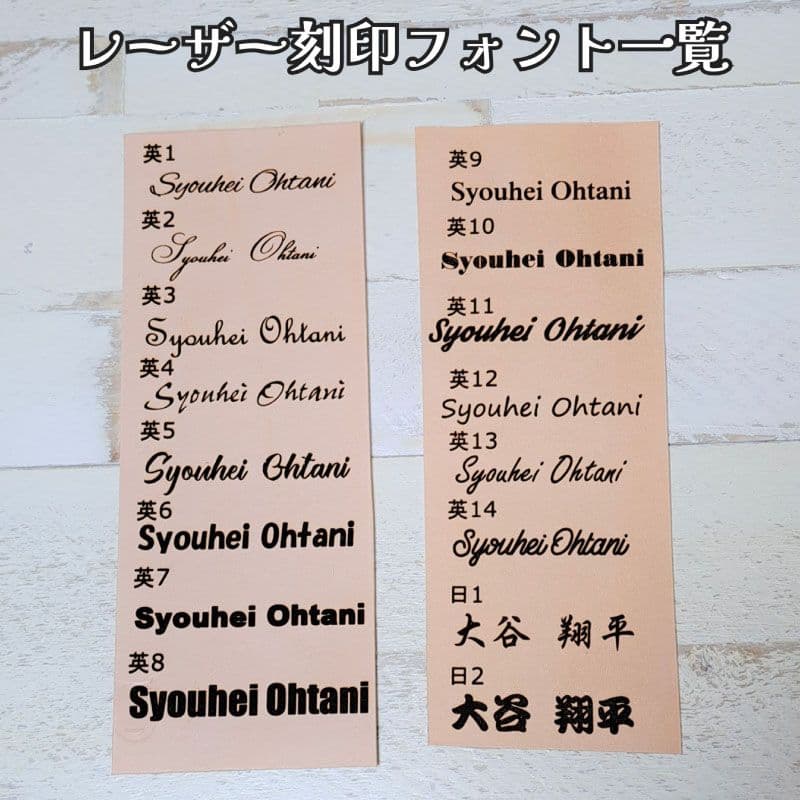 レーザー刻印フォント一覧
英1
Syouhei Ohtani
英2
Syouhei Ohtani
英3
Syouhei Ohtani
英4
Syouhei Ohtani
英5
Syouhei Ohtani
英6
Syouhei Ohtani
英7
Syouhei Ohtani
英8
Syouhei Ohtani
英9
Syouhei Ohtani
英10
Syouhei Ohtani
英11
Syouhei Ohtani
英12
Syouhei Ohtani
英13
Syouhei Ohtani
英14
Syouhei Ohtani
日1
大谷 翔平
日2
大谷 翔平